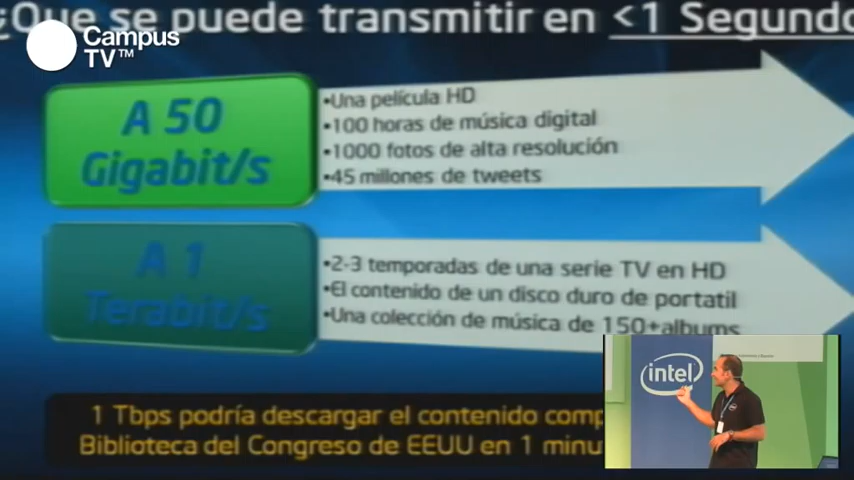 ¿Que se puede transmitir en <1 Segundo
Campus
TV™
A 50
Gigabit/s
•Una película HD
•100 horas de música digital
•1000 fotos de alta resolución
•45 millones de tweets
A 1
Terabit/s
•2-3 temporadas de una serie TV en HD
•El contenido de un disco duro de portatil
•Una colección de música de 150+albums
1 Tbps podría descargar el contenido comp
Biblioteca del Congreso de EEUU en 1 minu
intel